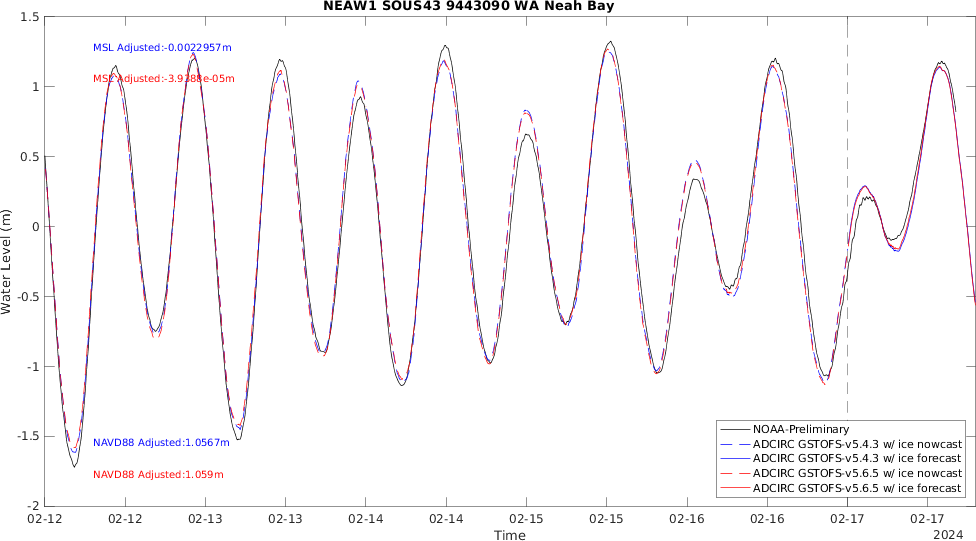 NEAW1 SOUS43 9443090 WA Neah Bay
1.5
1
0.5
0
-0.5
-1
-1.5
-2
Water Level (m)
MSL Adjusted:-0.0022957m
MSL Adjusted:-3.9388e-05m
NAVD88 Adjusted:1.0567m
NAVD88 Adjusted:1.059m
NOAA-Preliminary
ADCIRC GSTOFS-v5.4.3 w/ ice nowcast
ADCIRC GSTOFS-v5.4.3 w/ ice forecast
ADCIRC GSTOFS-v5.6.5 w/ ice nowcast
ADCIRC GSTOFS-v5.6.5 w/ ice forecast
02-12 02-12 02-13 02-13 02-14 02-14 02-15 02-15 02-16 02-16 02-17 02-17
Time
2024